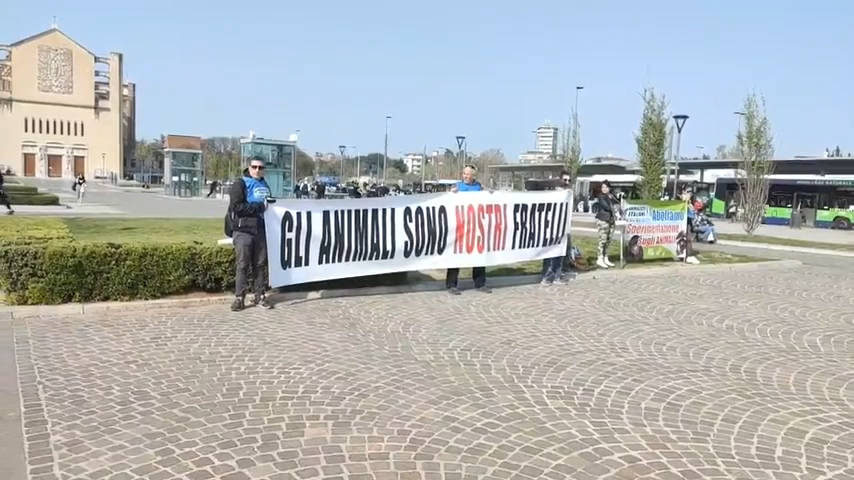 GLI ANIMALI SONO NOSTRI FRATELLI
ITALIANI
Aboliamo
Sperimentazione
sugli ANIMALI